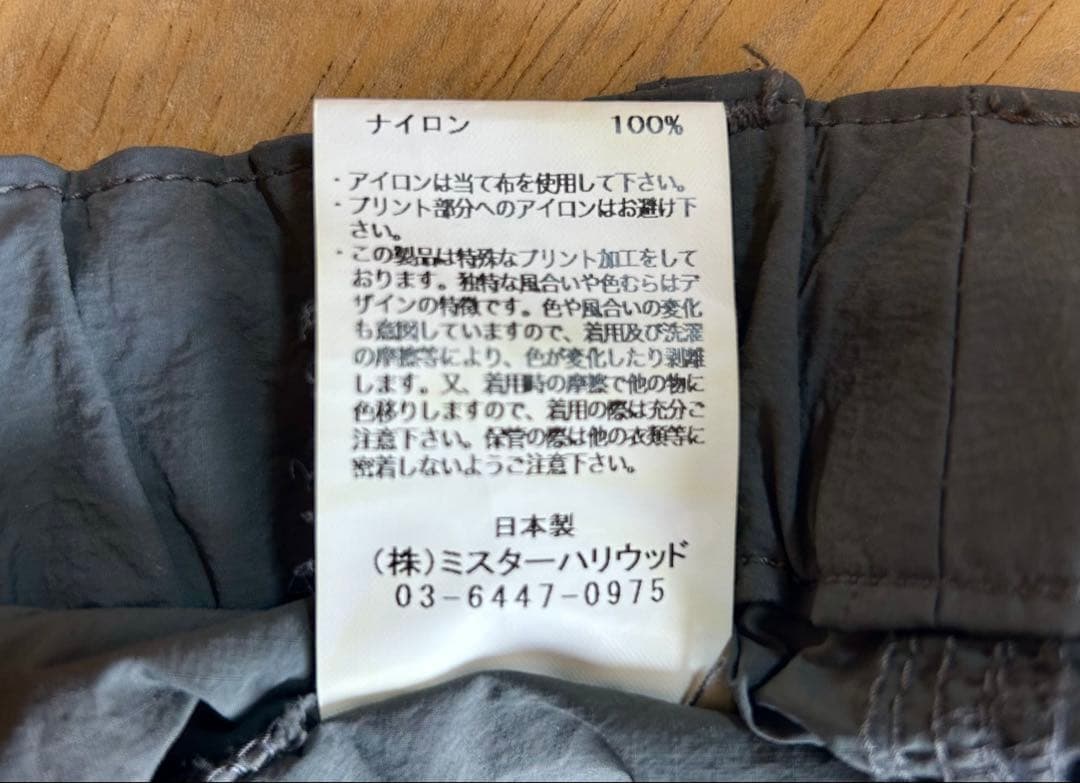 ナイロン 100%
・アイロンは当て布を使用して下さい。
・プリント部分へのアイロンはお避け下
さい。
・この製品は特殊なプリント加工をして
おります。独特な風合いや色むらはデ
ザインの特徴です。色や風合いの変化
も意図していますので、着用及び洗濯
の摩擦等により、色が変化したり剥離
します。又、着用時の摩擦で他の物に
色移りしますので、着用の際は充分ご
注意下さい。保管の際は他の衣類等に
密着しないようご注意下さい。
日本製
(株)ミスターハリウッド
03-6447-0975